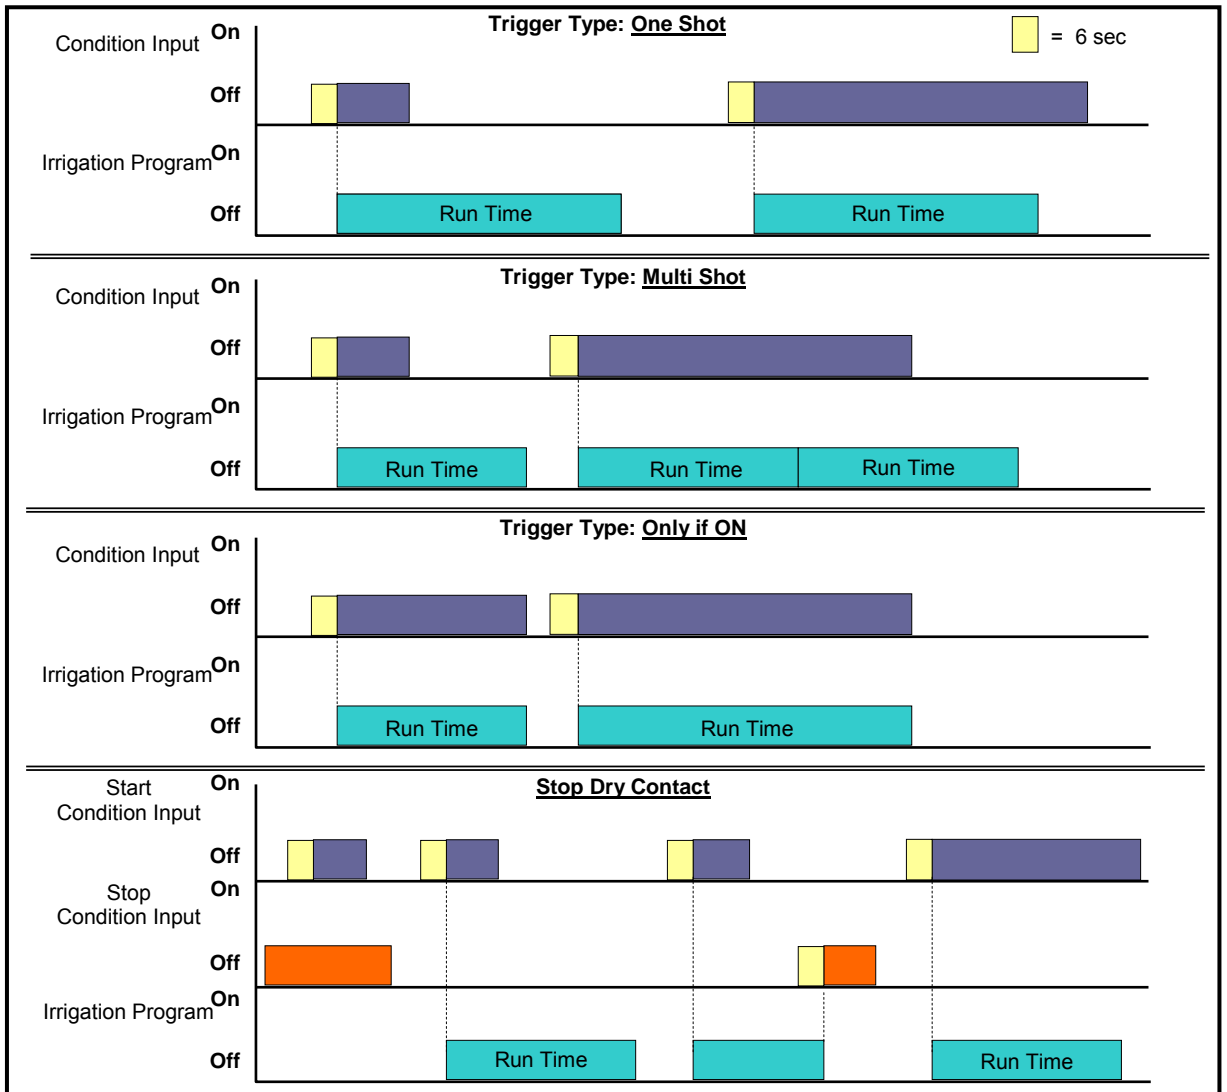 Trigger Type: One Shot
On
Condition Input
= 6 sec
Off
On
Irrigation Program
Off
Run Time
Run Time
Trigger Type: Multi Shot
On
Condition Input
Off
On
Irrigation Program
Off
Run Time
Run Time
Run Time
Trigger Type: Only if ON
On
Condition Input
Off
On
Irrigation Program
Off
Run Time
Run Time
Stop Dry Contact
On
Start
Condition Input
Off
On
Stop
Condition Input
Off
On
Irrigation Program
Off
Run Time
Run Time